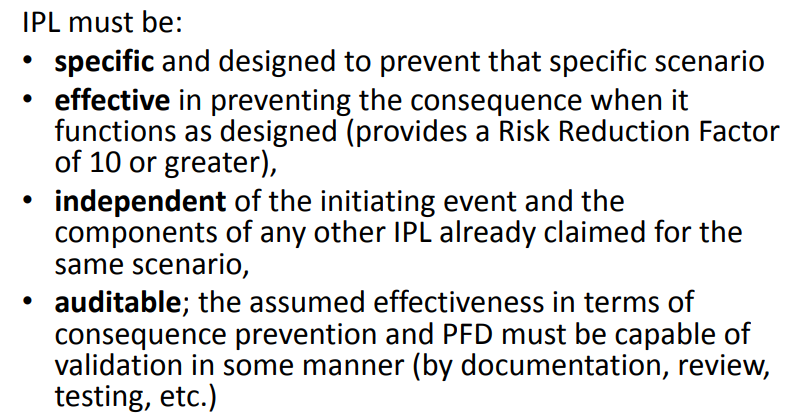 IPL must be:
• specific and designed to prevent that specific scenario
• effective in preventing the consequence when it
functions as designed (provides a Risk Reduction Factor
of 10 or greater),
• independent of the initiating event and the
components of any other IPL already claimed for the
same scenario,
• auditable; the assumed effectiveness in terms of
consequence prevention and PFD must be capable of
validation in some manner (by documentation, review,
testing, etc.)